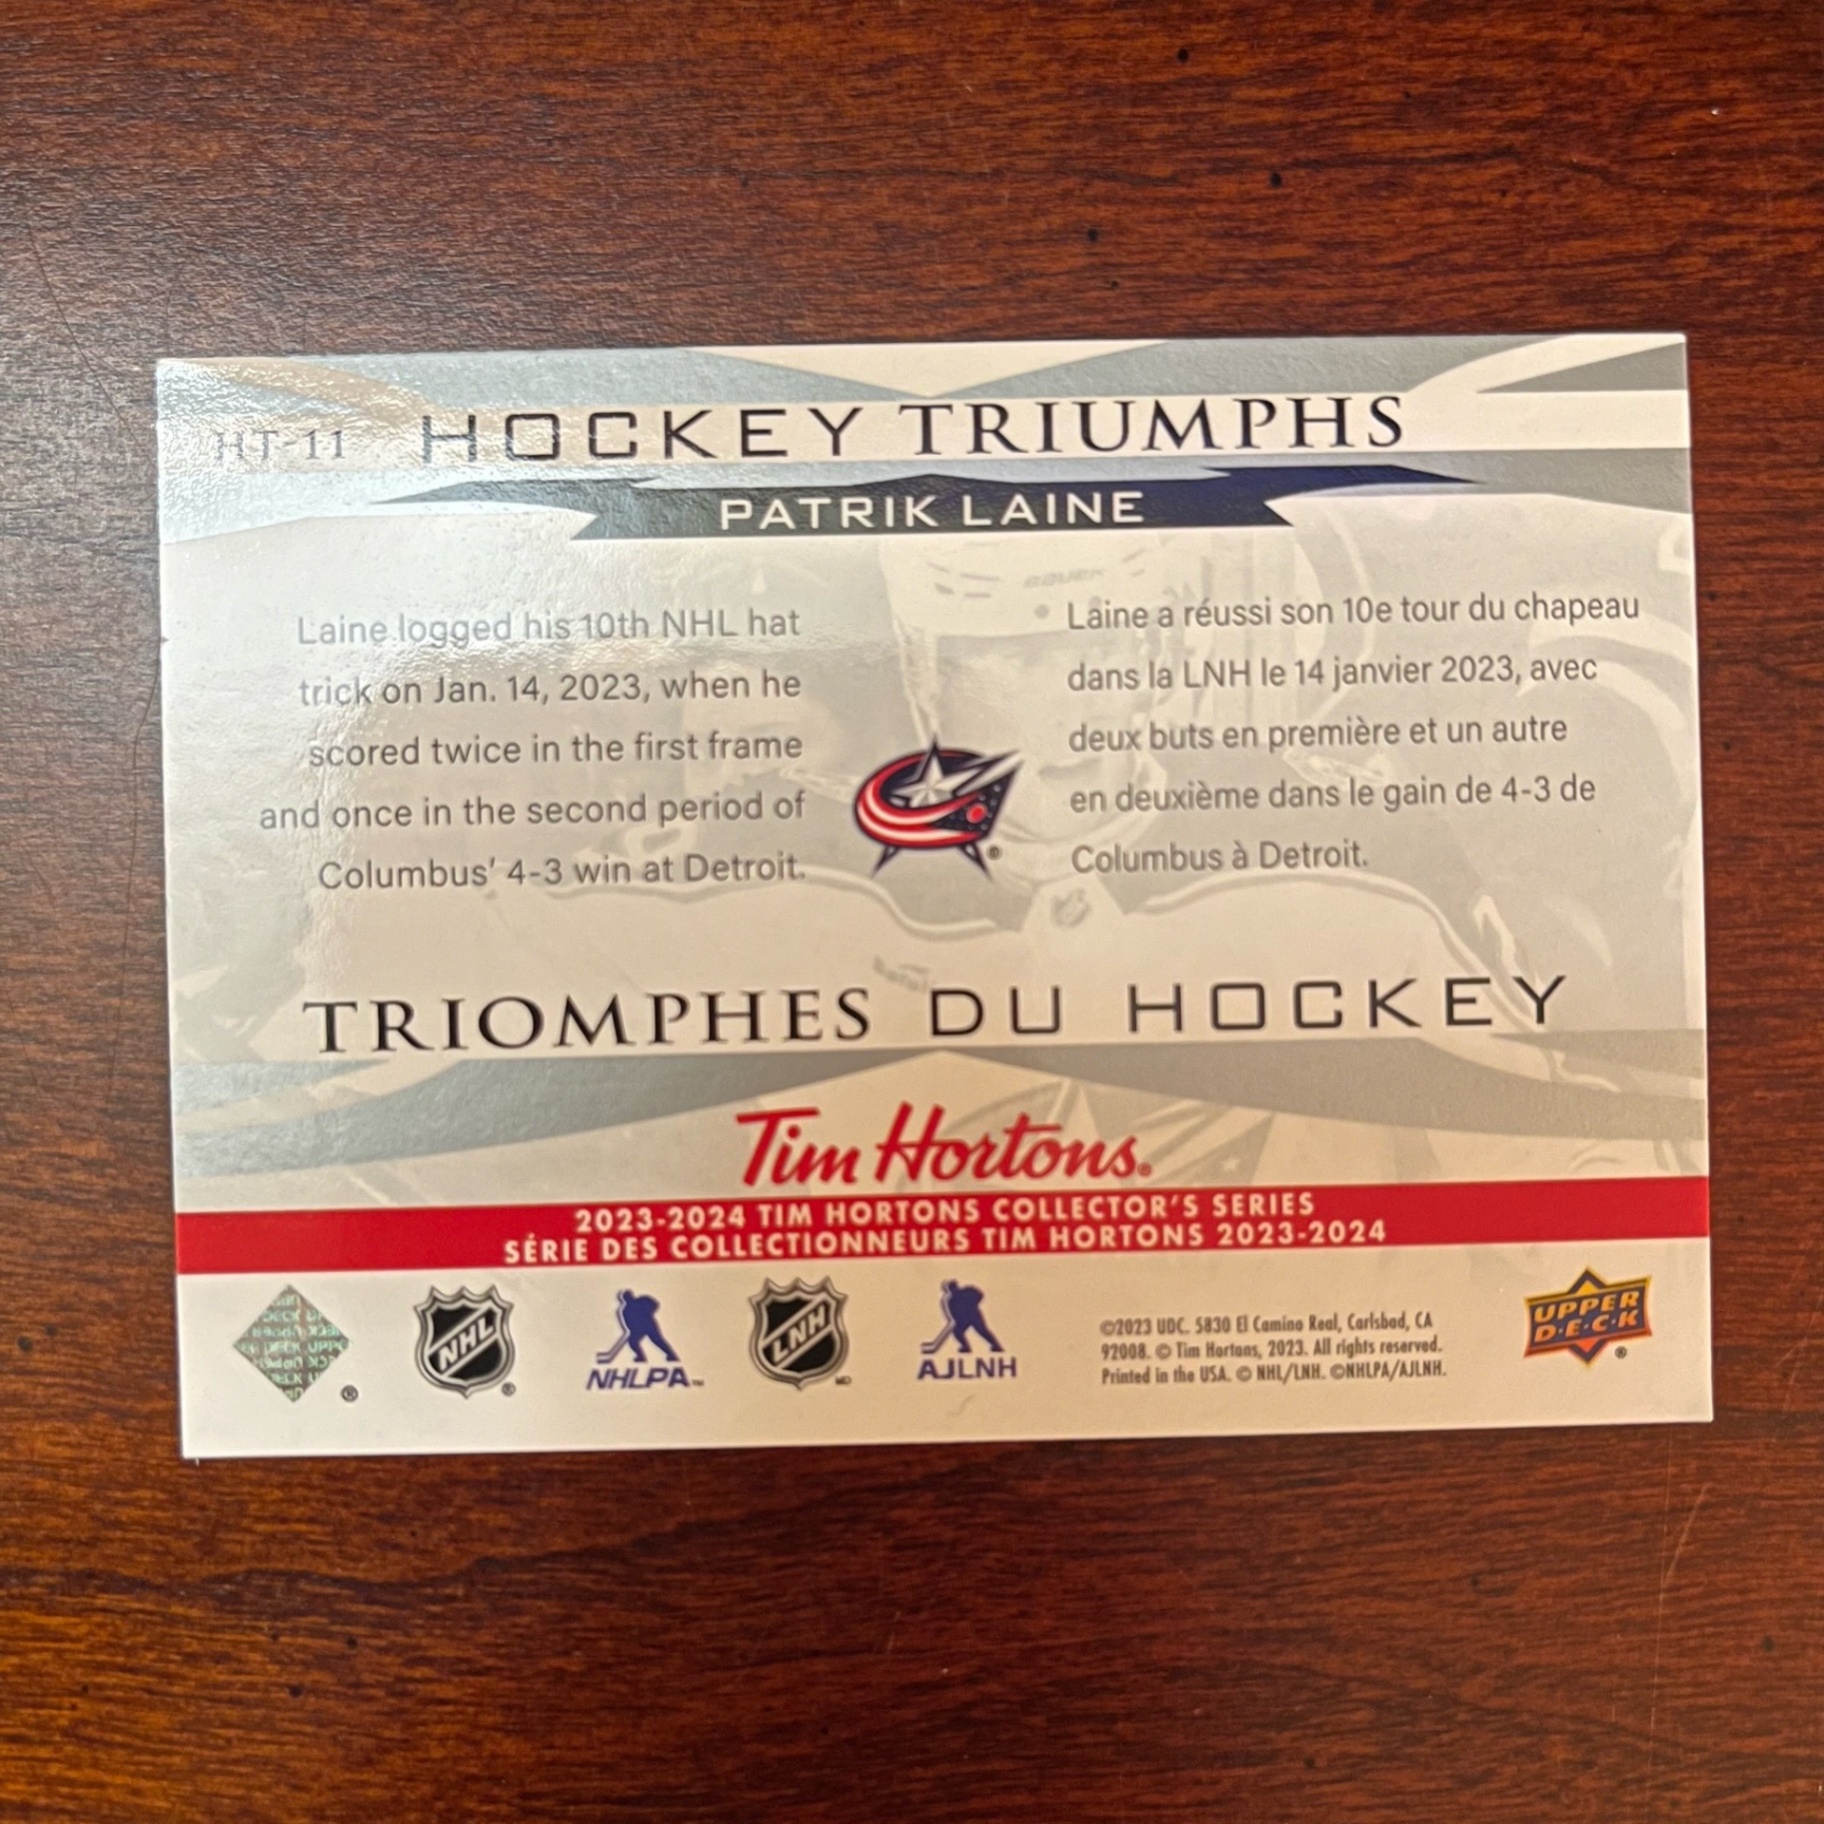 HT-11
HOCKEY TRIUMPHS
PATRIK LAINE
Laine logged his 10th NHL hat
trick on Jan. 14, 2023, when he
scored twice in the first frame
and once in the second period of
Columbus' 4-3 win at Detroit.
Laine a réussi son 10e tour du chapeau
dans la LNH le 14 janvier 2023, avec
deux buts en première et un autre
en deuxième dans le gain de 4-3 de
Columbus à Detroit.
TRIOMPHES DU HOCKEY
Tim Hortons®
2023-2024 TIM HORTONS COLLECTOR'S SERIES
SÉRIE DES COLLECTIONNEURS TIM HORTONS 2023-2024
NHL
NHLPA™
LNH
AJLNH
©2023 UDC. 5830 El Camino Real, Carlsbad, CA
92008. © Tim Hortons, 2023. All rights reserved.
Printed in the USA. © NHL/LNH. ©NHLPA/AJLNH.
UPPER
D·E·C·K